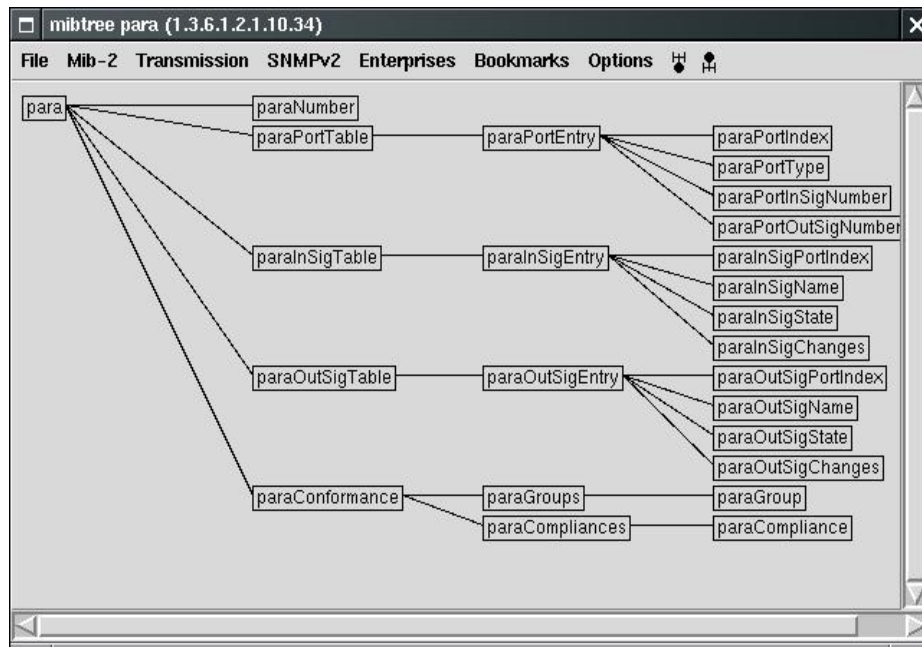 mibtree para (1.3.6.1.2.1.10.34)
File Mib-2 Transmission SNMPv2 Enterprises Bookmarks Options
para paraNumber
paraPortTable paraPortEntry paraPortIndex
paraPortType
paraPortInSigNumber
paraPortOutSigNumber
paraInSigTable paraInSigEntry paraInSigPortIndex
paraInSigName
paraInSigState
paraInSigChanges
paraOutSigTable paraOutSigEntry paraOutSigPortIndex
paraOutSigName
paraOutSigState
paraOutSigChanges
paraConformance paraGroups paraGroup
paraCompliances paraCompliance